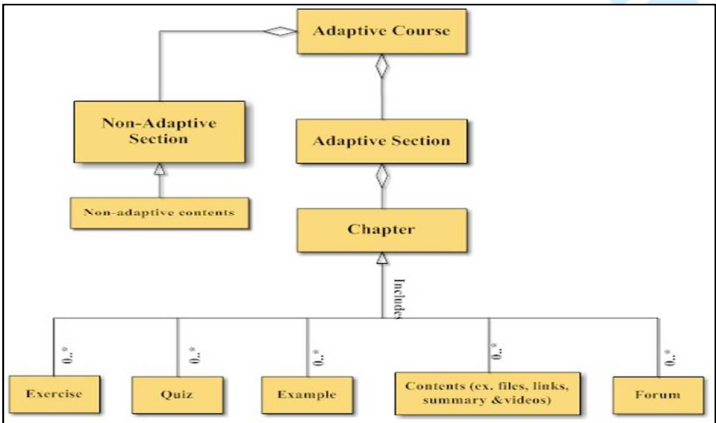 Adaptive Course
Non-Adaptive
Section
Adaptive Section
Non-adaptive contents
Chapter
Includes
0..*
0..*
0..*
0..*
0..*
Exercise
Quiz
Example
Contents (ex. files, links,
summary &videos)
Forum